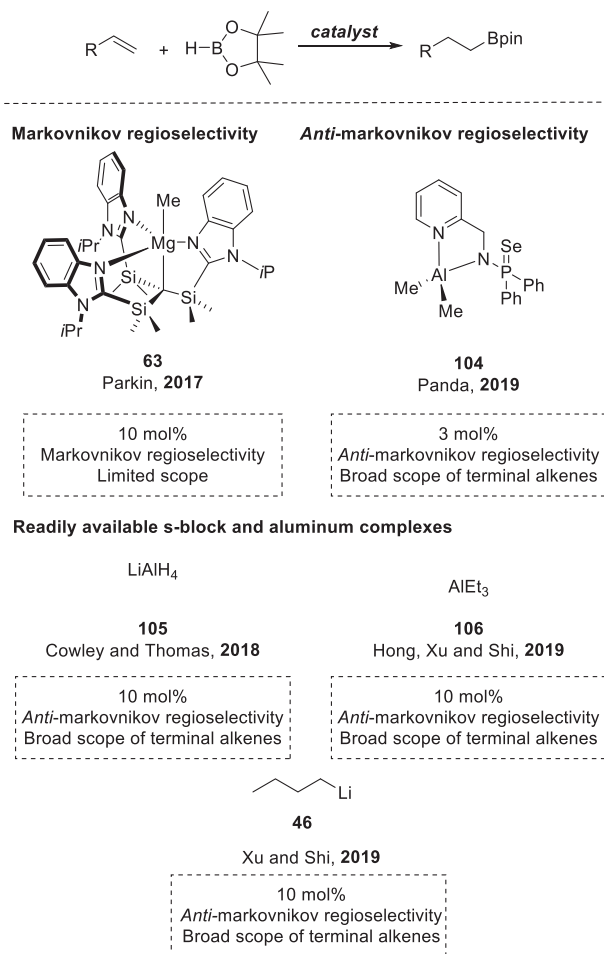 catalyst
R + H B O O R Bpin
Markovnikov regioselectivity Anti-markovnikov regioselectivity
Me
N N iPr Mg N N iP
N Si Si Si
N iPr
N Al N Se P Ph Ph
Me Me
63 104
Parkin, 2017 Panda, 2019
10 mol%
Markovnikov regioselectivity
Limited scope
3 mol%
Anti-markovnikov regioselectivity
Broad scope of terminal alkenes
Readily available s-block and aluminum complexes
LiAlH4
AlEt3
105 106
Cowley and Thomas, 2018 Hong, Xu and Shi, 2019
10 mol%
Anti-markovnikov regioselectivity
Broad scope of terminal alkenes
10 mol%
Anti-markovnikov regioselectivity
Broad scope of terminal alkenes
Li
46
Xu and Shi, 2019
10 mol%
Anti-markovnikov regioselectivity
Broad scope of terminal alkenes